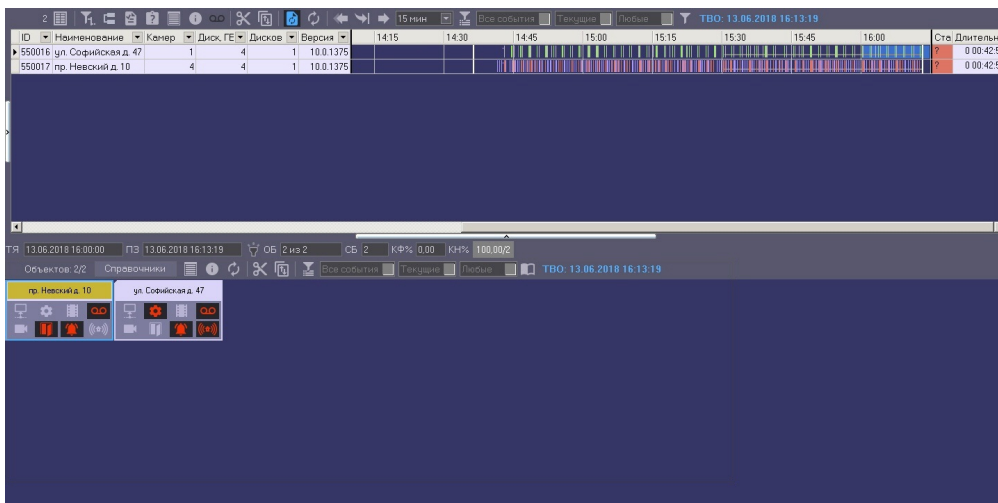 2 15 мин Все события Текущие Любые ТВО: 13.06.2018 16:13:19
ID Наименование Камер Диск, ГБ Дисков Версия 14:15 14:30 14:45 15:00 15:15 15:30 15:45 16:00 Ста Длительн
550016 ул. Софийская д. 47 1 4 1 10.0.1375 ? 0 00:42:5
550017 пр. Невский д. 10 4 4 1 10.0.1375 ? 0 00:42:5
ТЯ 13.06.2018 16:00:00 ПЗ 13.06.2018 16:13:19 ОБ 2 из 2 СБ 2 КФ% 0,00 КН% 100,00/2
Объектов: 2/2 Справочники Все события Текущие Любые ТВО: 13.06.2018 16:13:19
пр. Невский д. 10 ул. Софийская д. 47